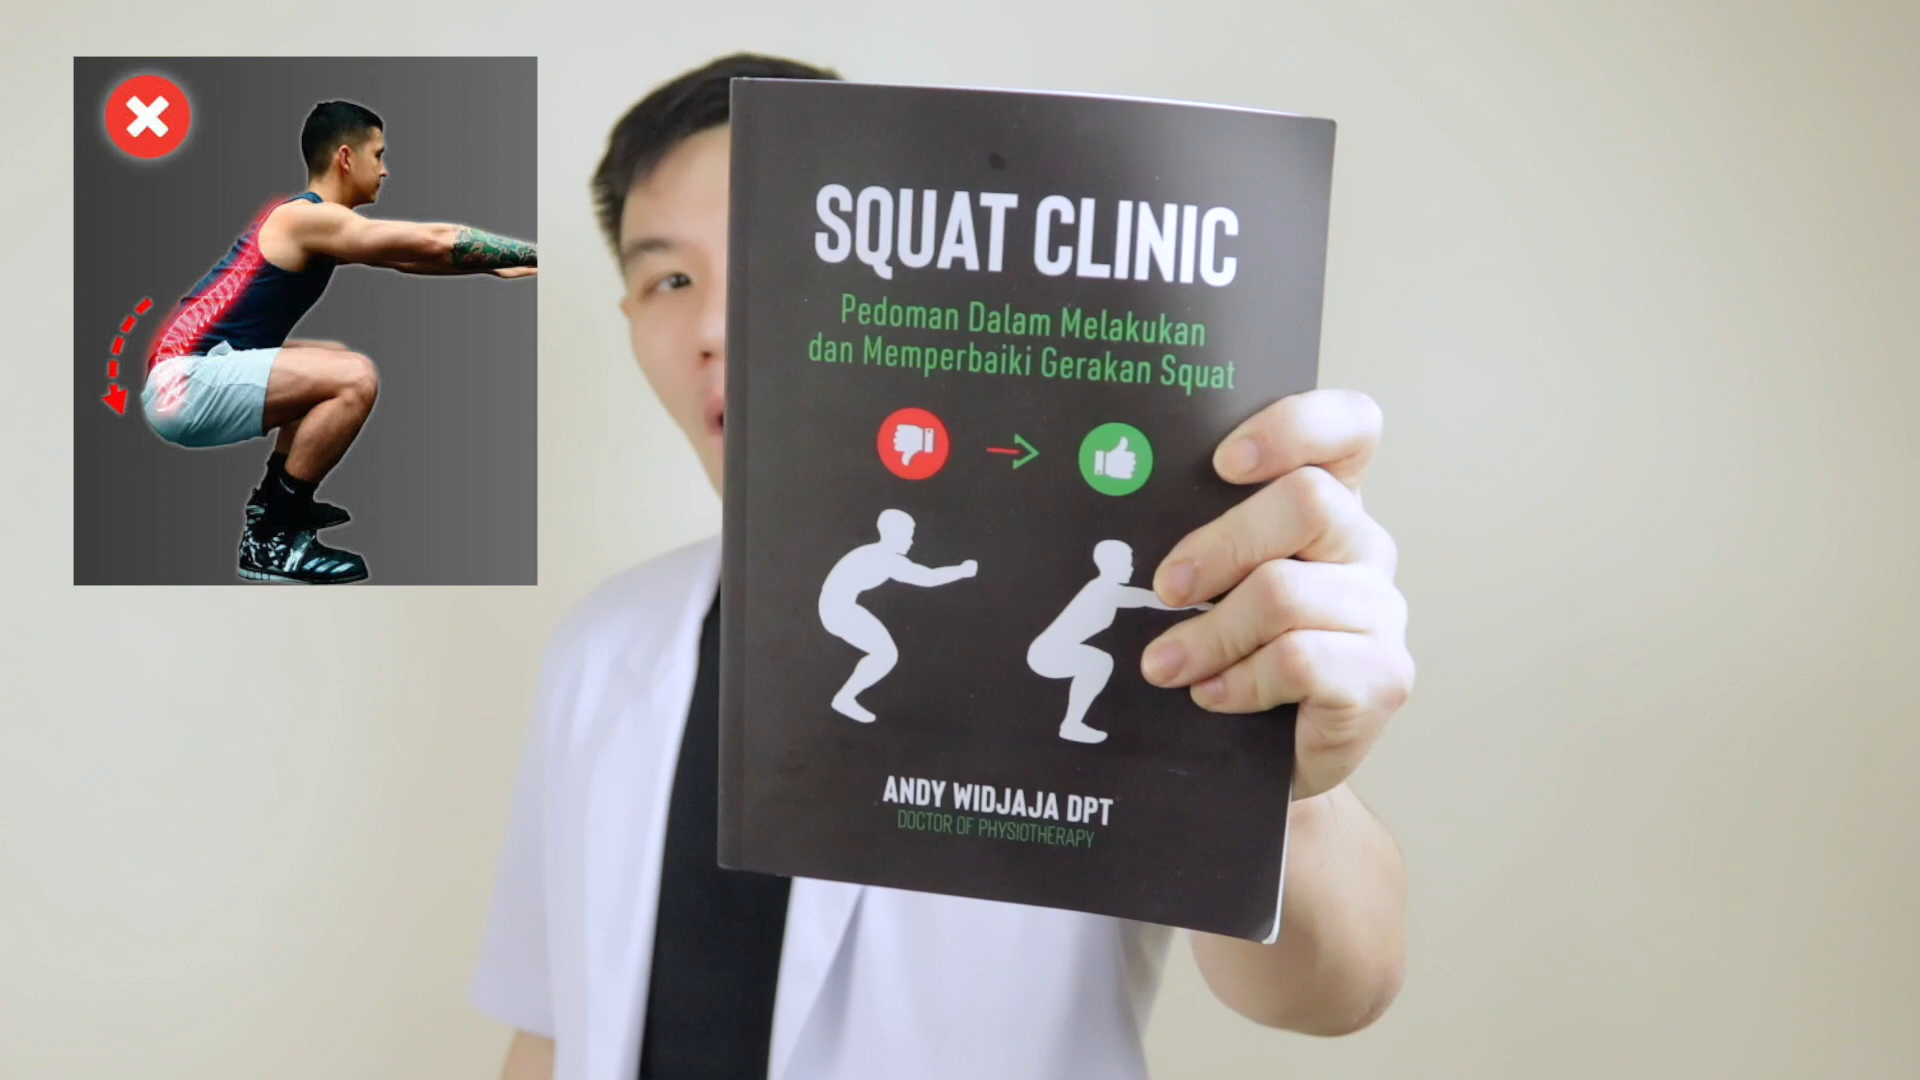 SQUAT CLINIC
Pedoman Dalam Melakukan
dan Memperbaiki Gerakan Squat
ANDY WIDJAJA DPT
DOCTOR OF PHYSIOTHERAPY